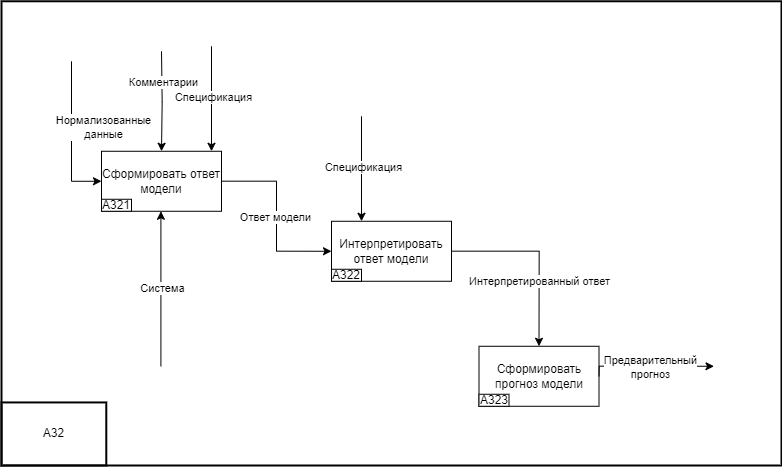 Комментарии
Спецификация
Нормализованные
данные
Сформировать ответ
модели
A321
Спецификация
Ответ модели
Интерпретировать
ответ модели
A322
Система
Интерпретированный ответ
Сформировать
прогноз модели
A323
Предварительный
прогноз
A32